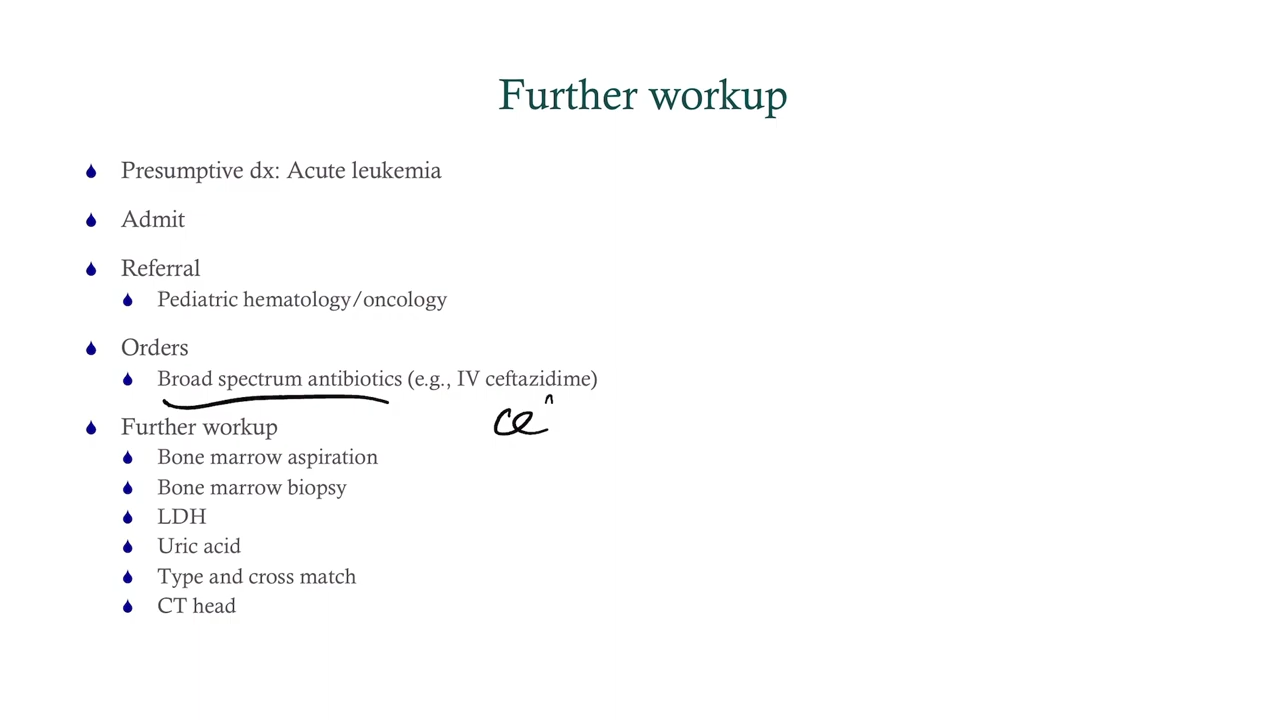 Further workup
Presumptive dx: Acute leukemia
Admit
Referral
Pediatric hematology/oncology
Orders
Broad spectrum antibiotics (e.g., IV ceftazidime)
ce
Further workup
Bone marrow aspiration
Bone marrow biopsy
LDH
Uric acid
Type and cross match
CT head